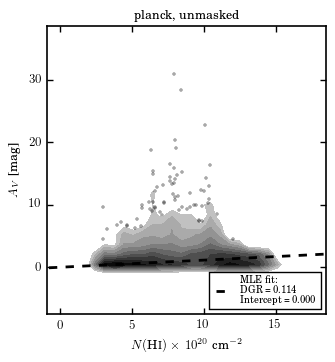 planck, unmasked
30
20
10
0
A_V [mag]
MLE fit:
DGR = 0.114
Intercept = 0.000
0 5 10 15
N(HI) × 10^20 cm^−2